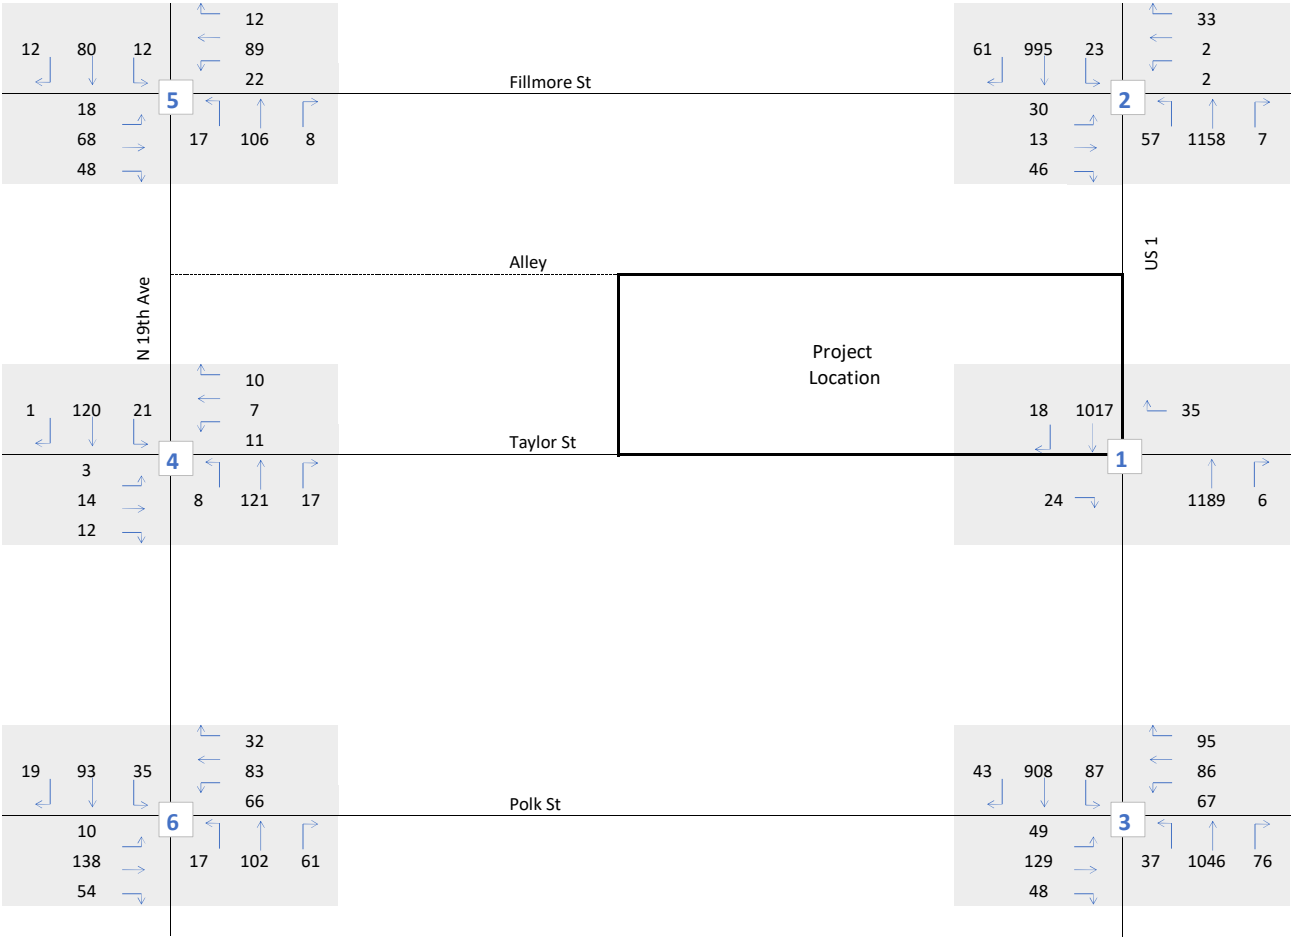 12 33
12 80 12 89 61 995 23 2
22 2
Fillmore St
5 2
18 30
68 17 106 8 13 57 1158 7
48 46
US 1
Alley
N 19th Ave
Project
Location
10
1 120 21 7 18 1017 35
11
Taylor St
4 1
3
14 8 121 17 24 1189 6
12
32 95
19 93 35 83 43 908 87 86
66 67
Polk St
6 3
10 49
138 17 102 61 129 37 1046 76
54 48